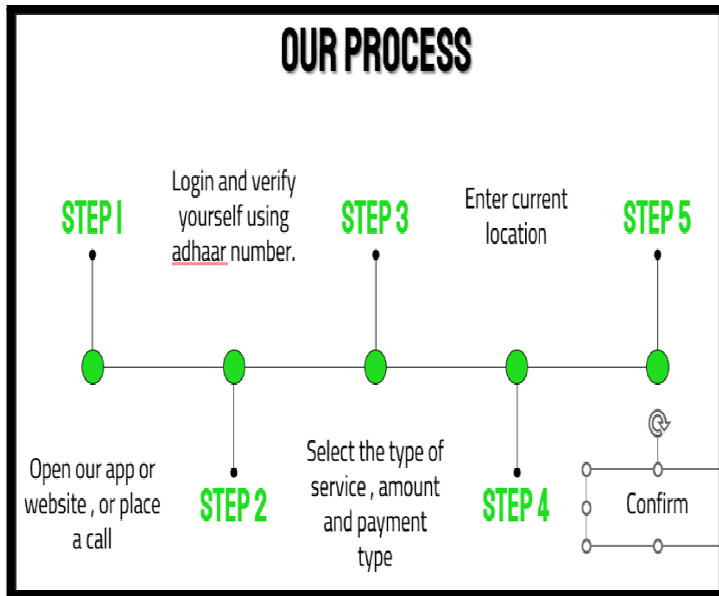 OUR PROCESS
STEP 1
Open our app or
website , or place
a call
Login and verify
yourself using
adhaar number.
STEP 2
STEP 3
Select the type of
service , amount
and payment
type
Enter current
location
STEP 4
STEP 5
Confirm